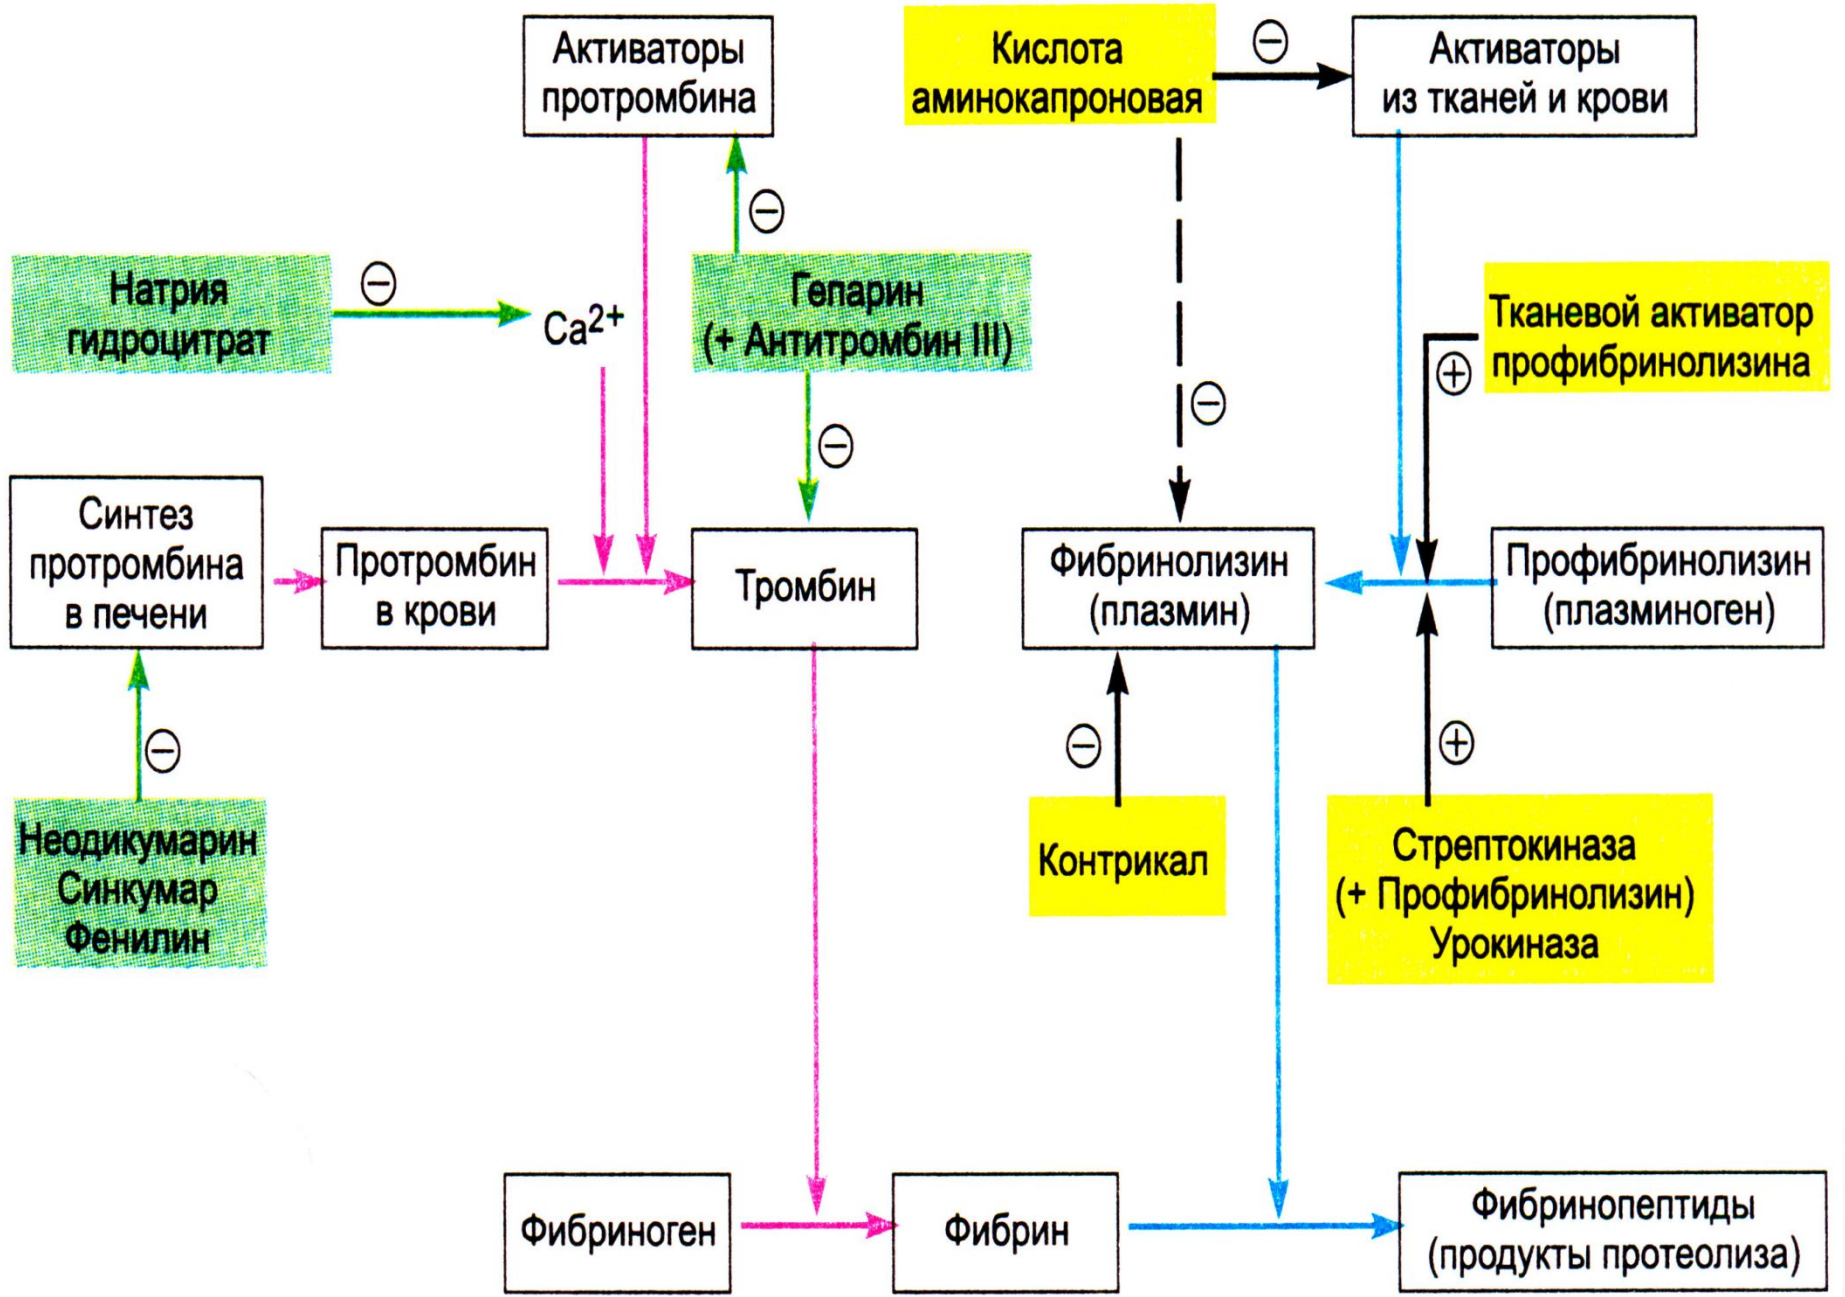 Активаторы
протромбина
Кислота
аминокапроновая
−
Активаторы
из тканей и крови
−
Натрия
гидроцитрат
−
Ca2+
Гепарин
(+ Антитромбин III)
Тканевой активатор
профибринолизина
+
−
−
Синтез
протромбина
в печени
Протромбин
в крови
Тромбин
Фибринолизин
(плазмин)
Профибринолизин
(плазминоген)
−
−
+
Неодикумарин
Синкумар
Фенилин
Контрикал
Стрептокиназа
(+ Профибринолизин)
Урокиназа
Фибриноген
Фибрин
Фибринопептиды
(продукты протеолиза)